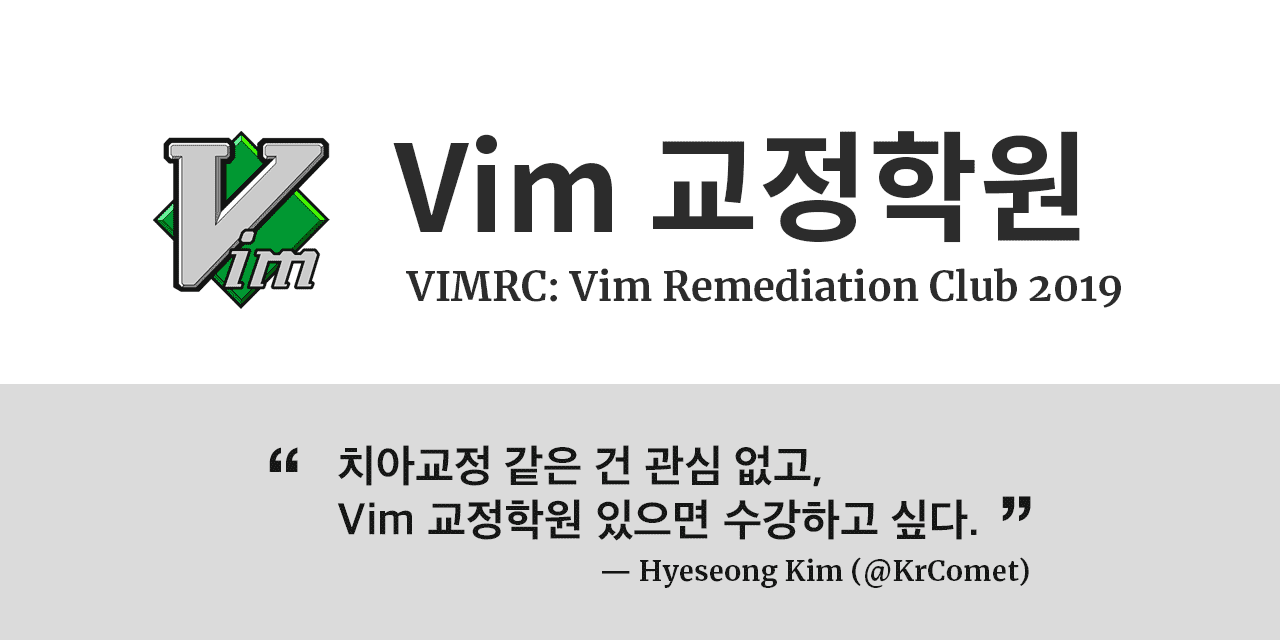 Vim
Vim 교정학원
VIMRC: Vim Remediation Club 2019
“ 치아교정 같은 건 관심 없고,
Vim 교정학원 있으면 수강하고 싶다. ”
— Hyeseong Kim (@KrComet)